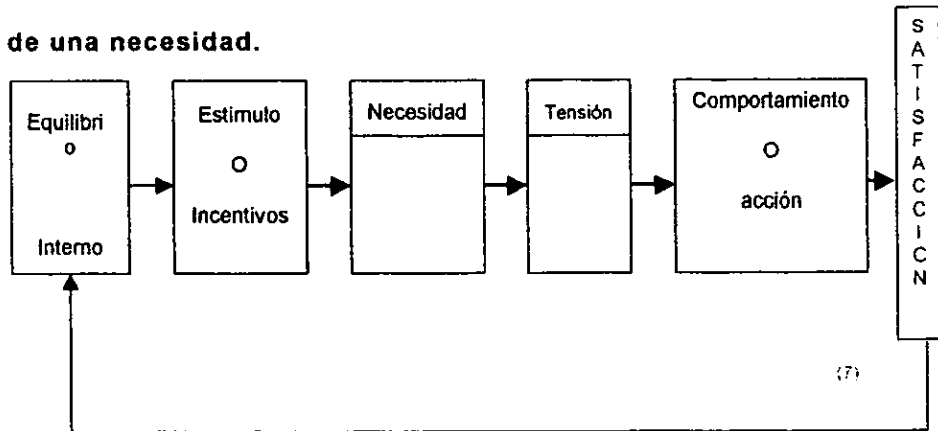 de una necesidad.
Equilibri
o
Interno
Estimulo
O
Incentivos
Necesidad
Tensión
Comportamiento
O
acción
S
A
T
I
S
F
A
C
C
I
C
N
(7)